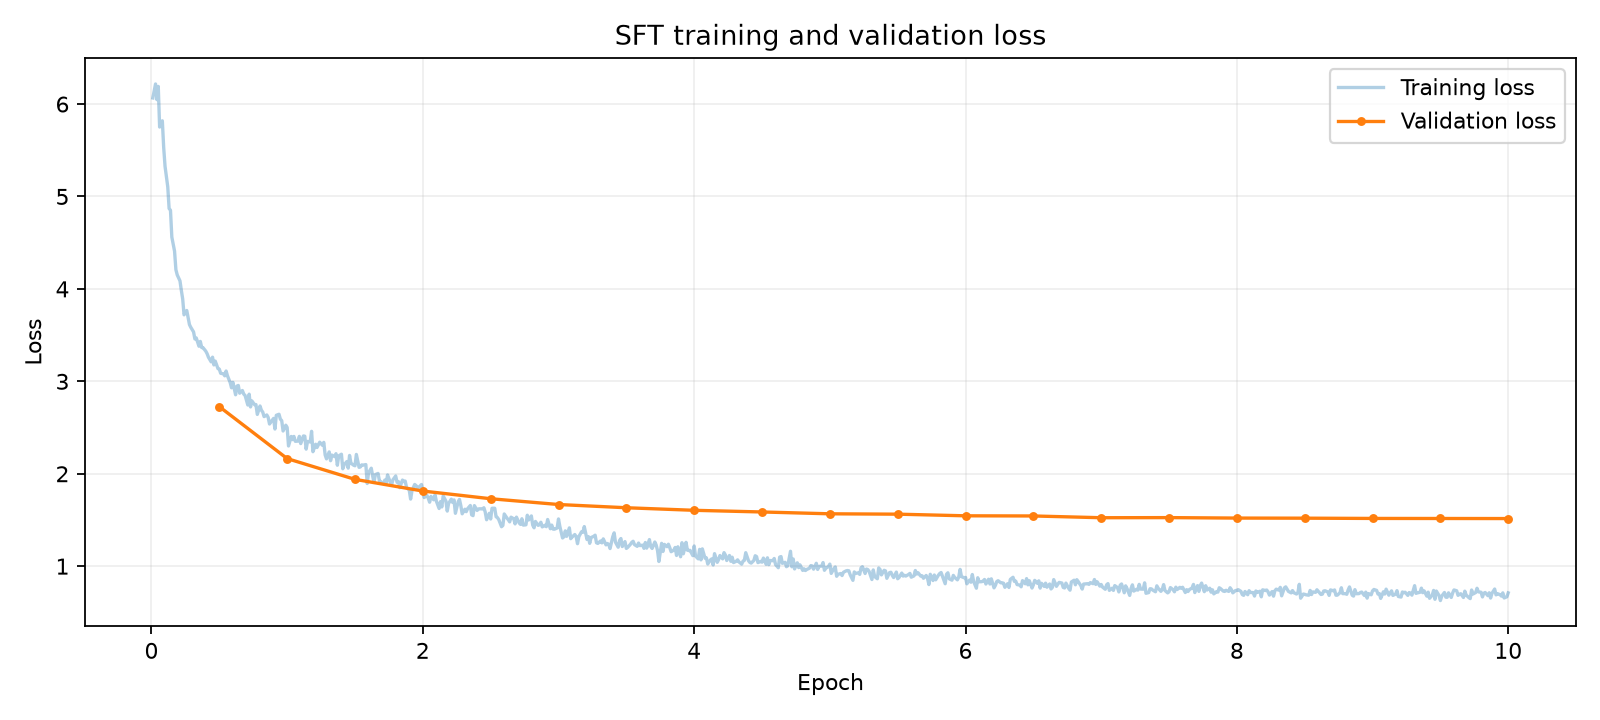 SFT training and validation loss
Training loss
Validation loss
6
5
4
3
2
1
Loss
0 2 4 6 8 10
Epoch